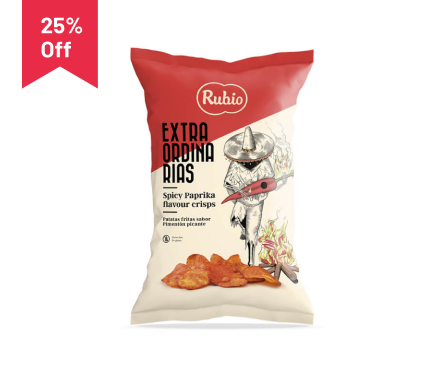 25%
Off
Rubio
EXTRA
ORDINA
RIAS
Spicy Paprika
flavour crisps
Patatas fritas sabor
Pimentón picante